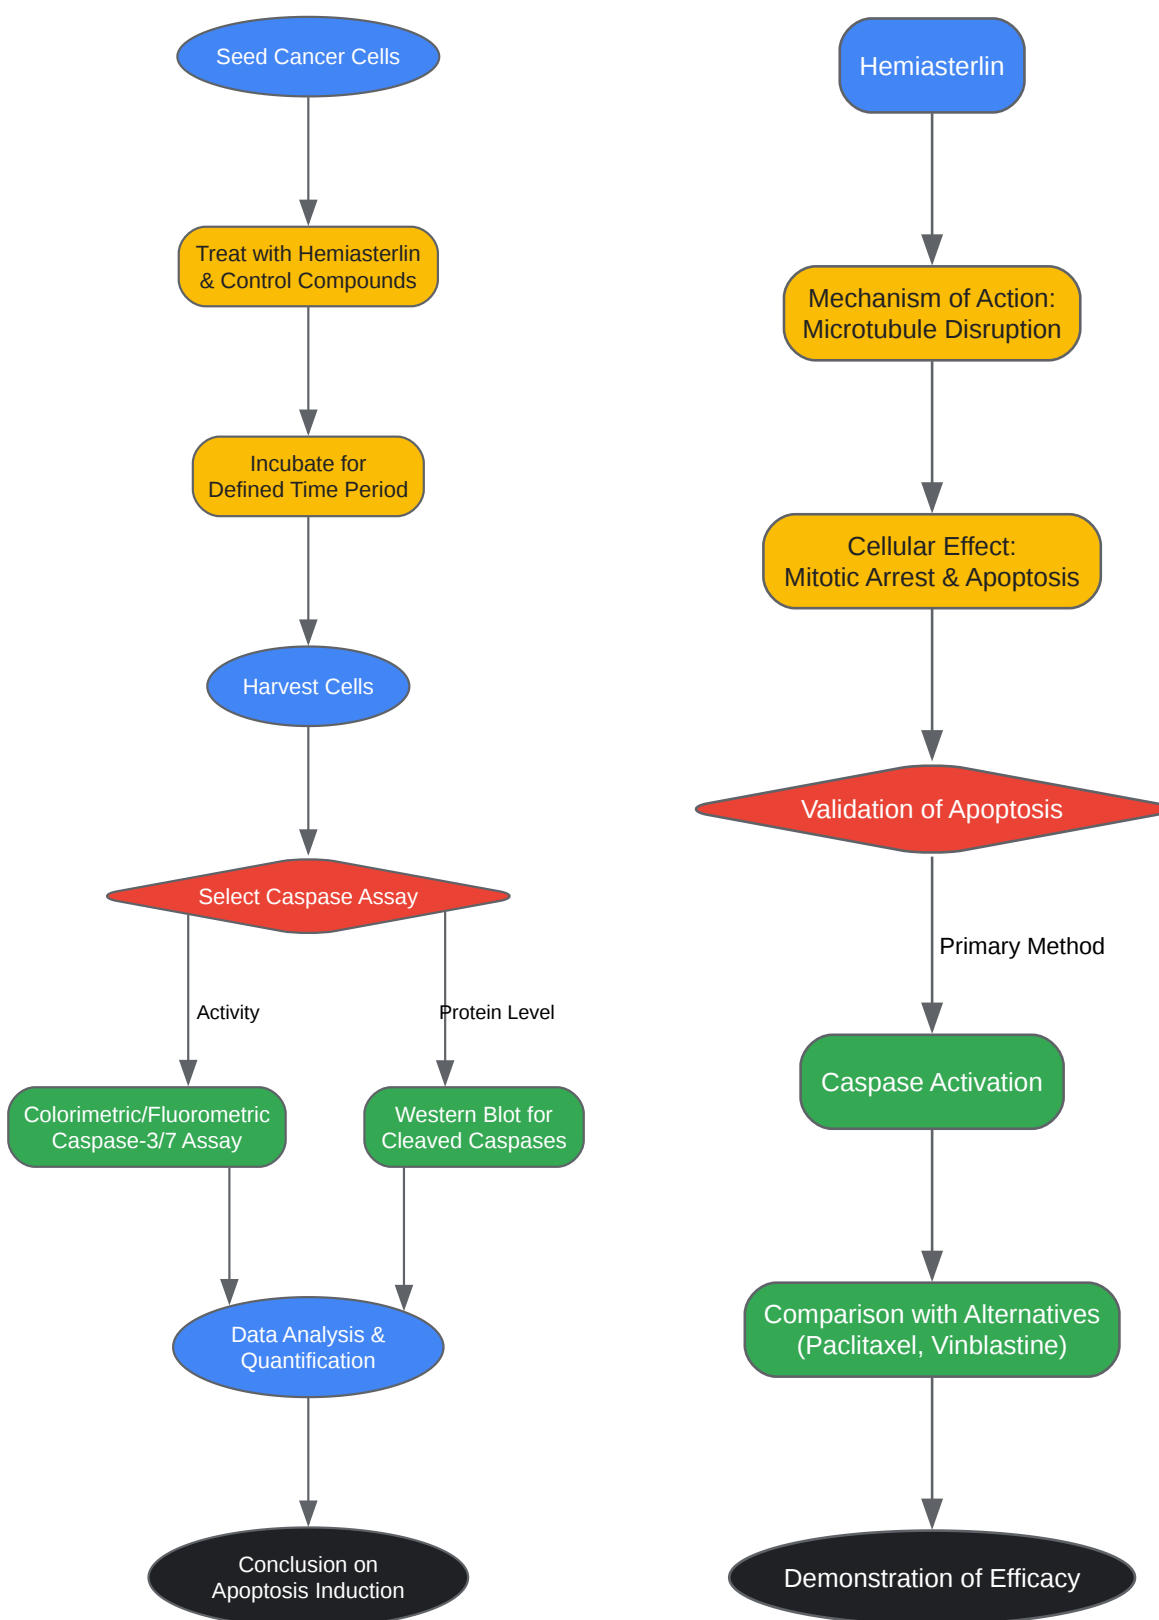 Seed Cancer Cells
Treat with Hemiasterlin
& Control Compounds
Incubate for
Defined Time Period
Harvest Cells
Select Caspase Assay
Activity
Protein Level
Colorimetric/Fluorometric
Caspase-3/7 Assay
Western Blot for
Cleaved Caspases
Data Analysis &
Quantification
Conclusion on
Apoptosis Induction
Hemiasterlin
Mechanism of Action:
Microtubule Disruption
Cellular Effect:
Mitotic Arrest & Apoptosis
Validation of Apoptosis
Primary Method
Caspase Activation
Comparison with Alternatives
(Paclitaxel, Vinblastine)
Demonstration of Efficacy